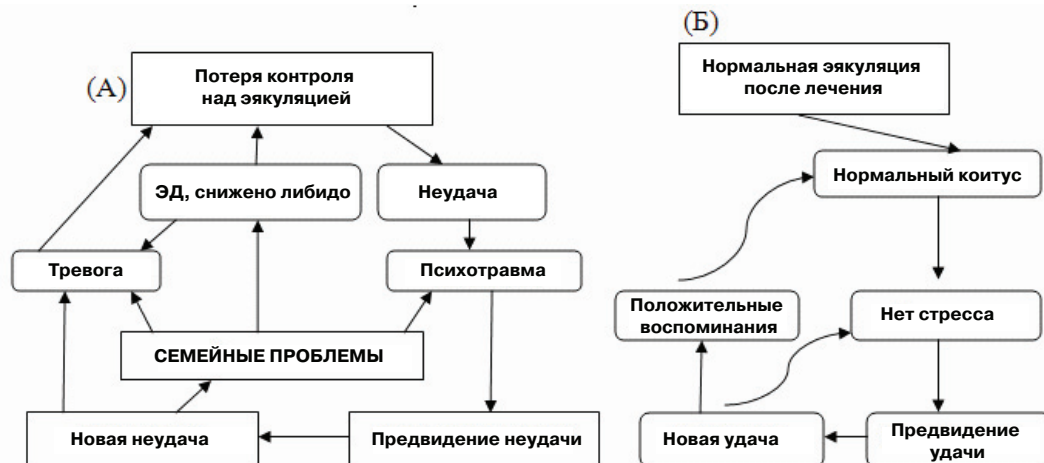 (А)
Потеря контроля
над эякуляцией
ЭД, снижено либидо
Неудача
Тревога
Психотравма
СЕМЕЙНЫЕ ПРОБЛЕМЫ
Новая неудача
Предвидение неудачи
(Б)
Нормальная эякуляция
после лечения
Нормальный коитус
Положительные
воспоминания
Нет стресса
Новая удача
Предвидение
удачи